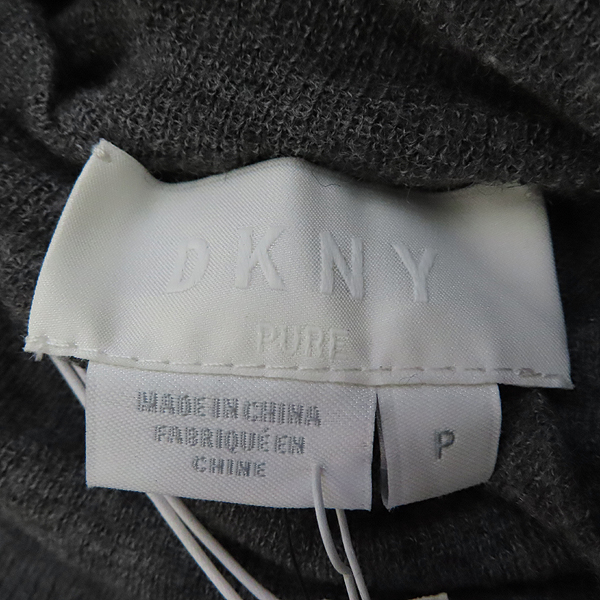 DKNY
PURE
MADE IN CHINA
FABRIQUÉ EN
CHINE
P